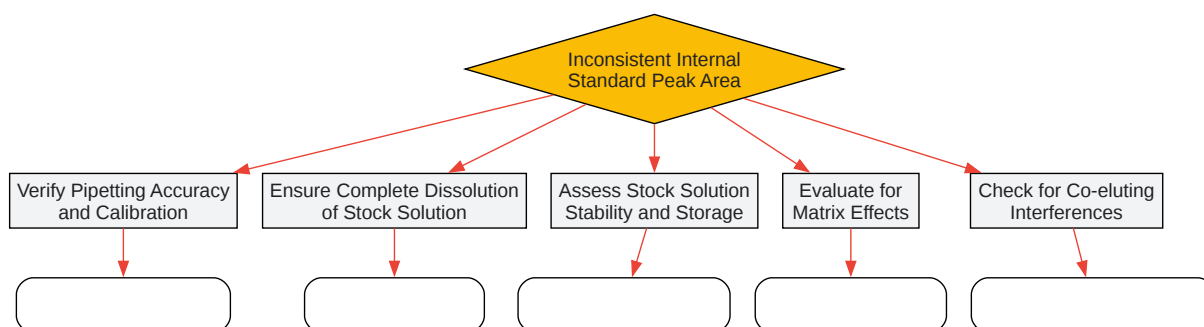 Inconsistent Internal
Standard Peak Area
Verify Pipetting Accuracy
and Calibration
Ensure Complete Dissolution
of Stock Solution
Assess Stock Solution
Stability and Storage
Evaluate for
Matrix Effects
Check for Co-eluting
Interferences